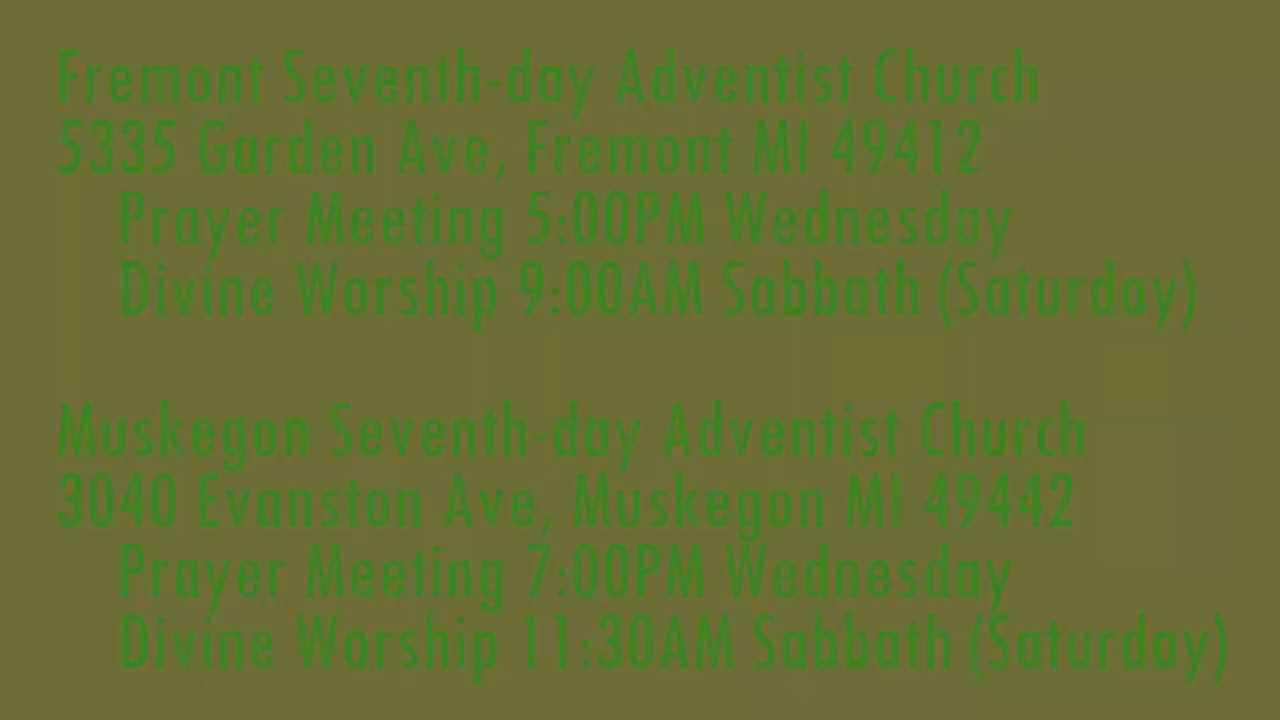 Fremont Seventh-day Adventist Church
5335 Garden Ave, Fremont MI 49412
Prayer Meeting 5:00PM Wednesday
Divine Worship 9:00AM Sabbath (Saturday)
Muskegon Seventh-day Adventist Church
3040 Evanston Ave, Muskegon MI 49442
Prayer Meeting 7:00PM Wednesday
Divine Worship 11:30AM Sabbath (Saturday)